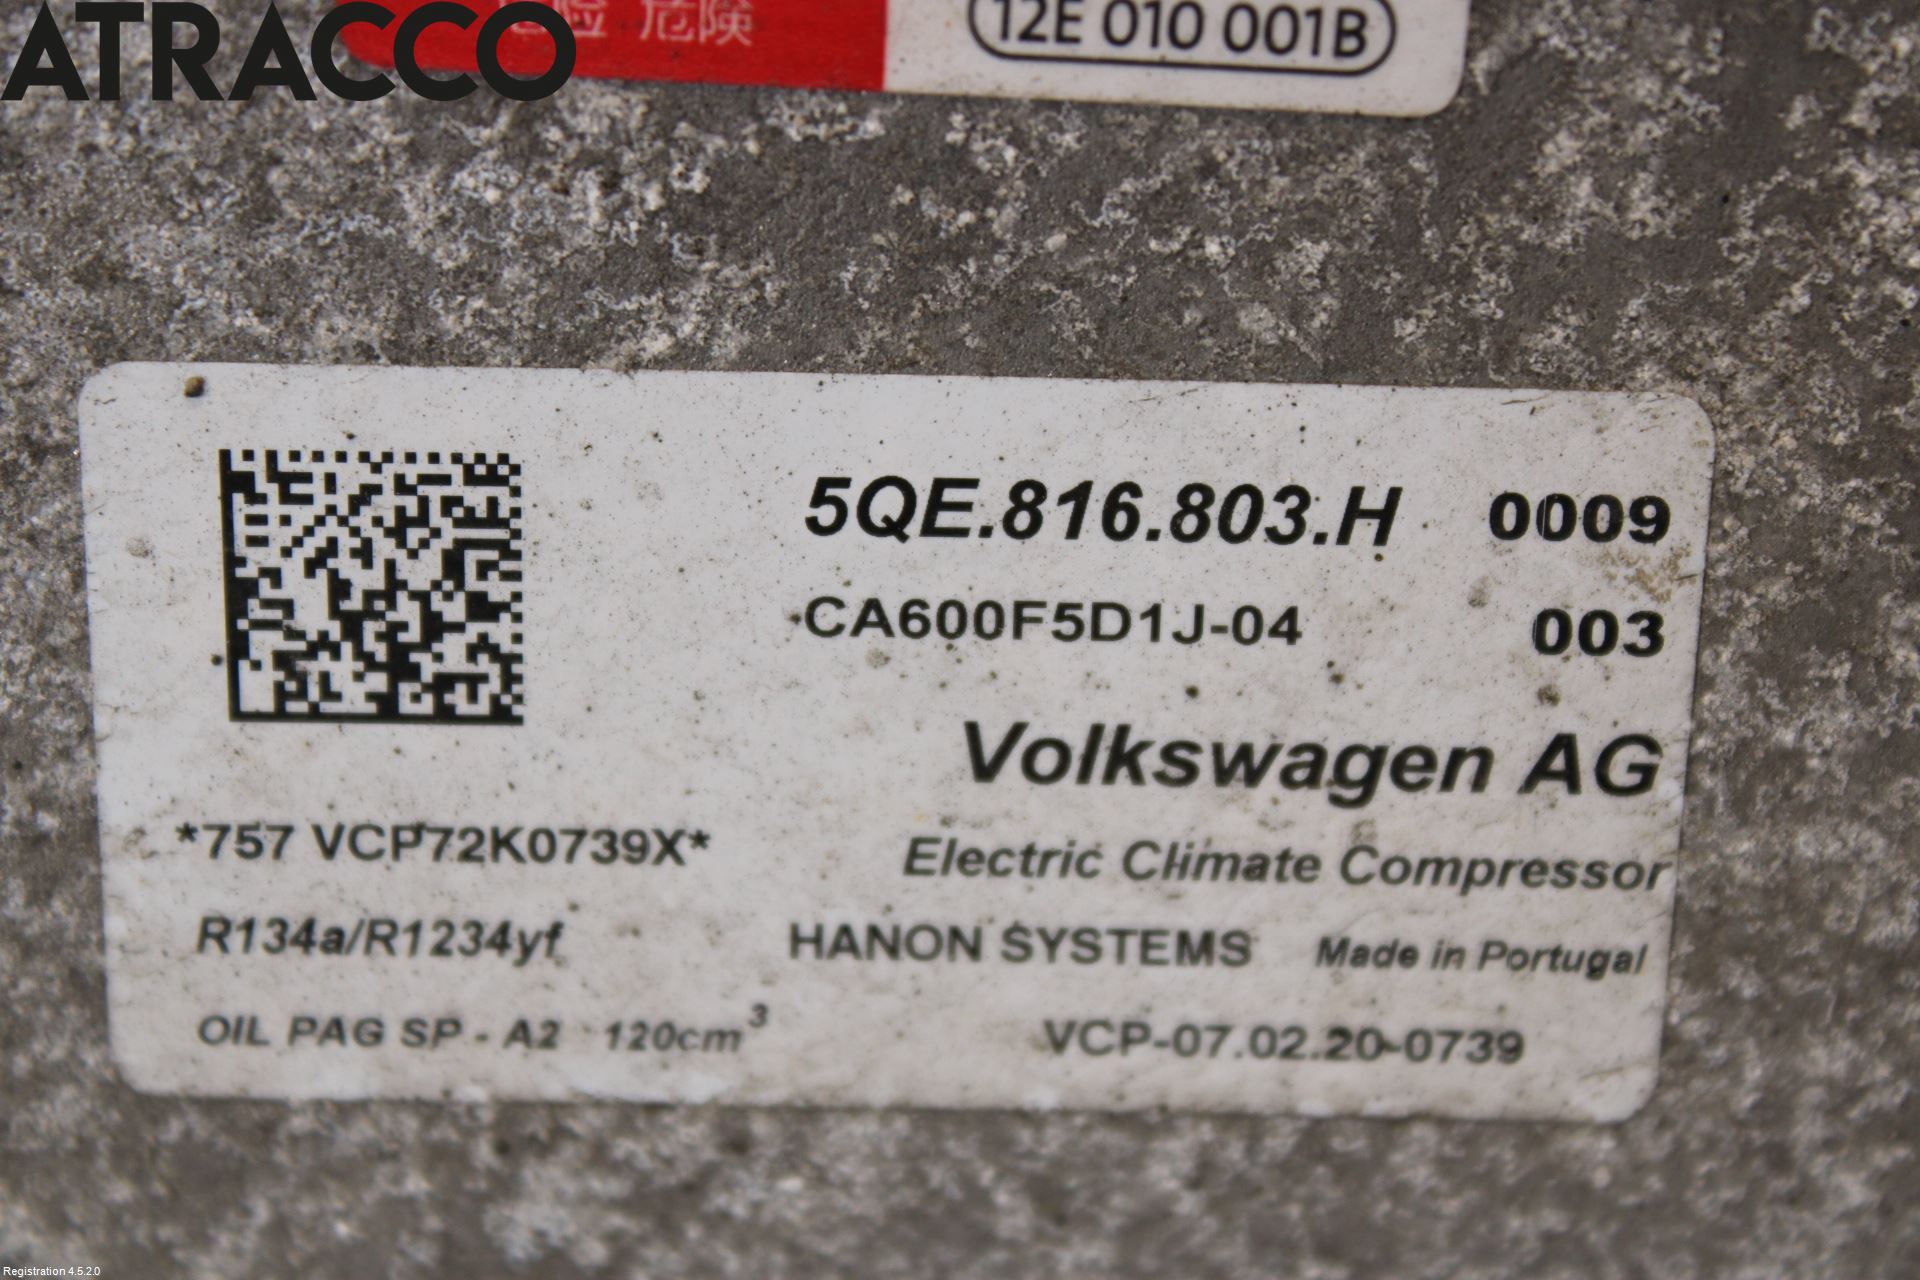 ATRACCO
危险 危険
12E 010 001B
5QE.816.803.H 0009
CA600F5D1J-04 003
Volkswagen AG
*757 VCP72K0739X*
Electric Climate Compressor
R134a/R1234yf HANON SYSTEMS Made in Portugal
OIL PAG SP - A2 120cm³ VCP-07.02.20-0739
Registration 4.5.2.0